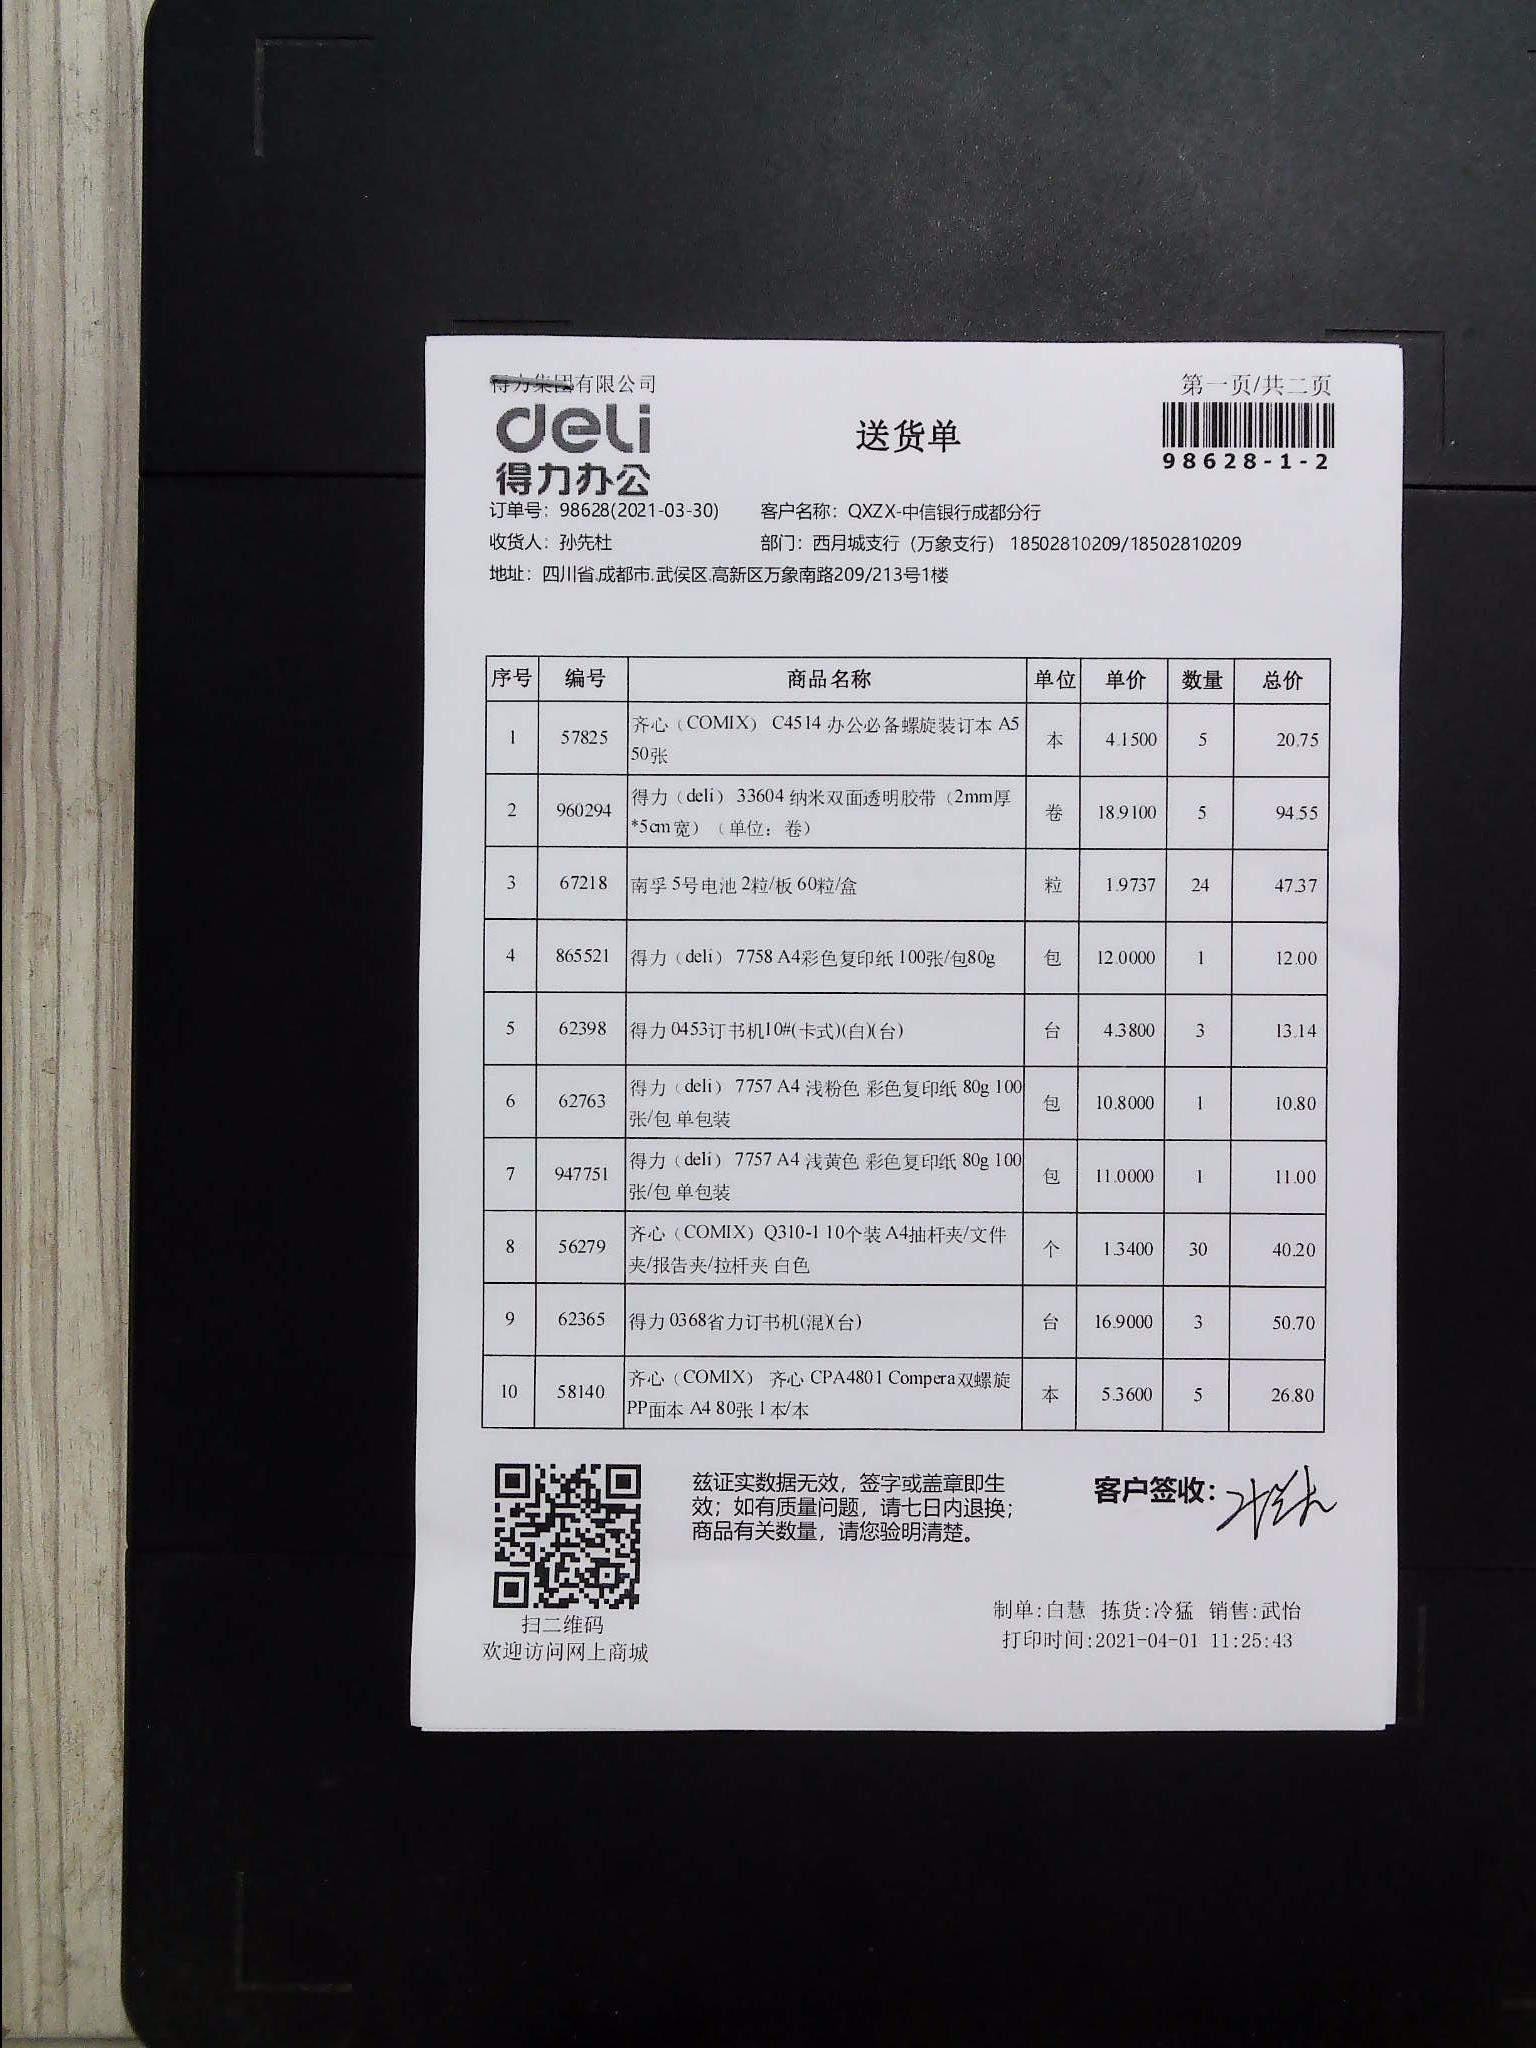 得力集团有限公司
第一页/共二页
deli
得力办公
送货单
98628-1-2
订单号：98628(2021-03-30) 客户名称：QXZX-中信银行成都分行
收货人：孙先杜 部门：西月城支行（万象支行） 18502810209/18502810209
地址：四川省.成都市.武侯区.高新区万象南路209/213号1楼
序号 编号 商品名称 单位 单价 数量 总价
1 57825 齐心（COMIX） C4514 办公必备螺旋装订本 A5 50张 本 4.1500 5 20.75
2 960294 得力（deli） 33604 纳米双面透明胶带（2mm厚*5cm宽）（单位：卷） 卷 18.9100 5 94.55
3 67218 南孚 5号电池 2粒/板 60粒/盒 粒 1.9737 24 47.37
4 865521 得力（deli） 7758 A4彩色复印纸 100张/包80g 包 12.0000 1 12.00
5 62398 得力 0453订书机10#(卡式)(白)(台) 台 4.3800 3 13.14
6 62763 得力（deli） 7757 A4 浅粉色 彩色复印纸 80g 100张/包 单包装 包 10.8000 1 10.80
7 947751 得力（deli） 7757 A4 浅黄色 彩色复印纸 80g 100张/包 单包装 包 11.0000 1 11.00
8 56279 齐心（COMIX）Q310-1 10个装 A4抽杆夹/文件夹/报告夹/拉杆夹 白色 个 1.3400 30 40.20
9 62365 得力 0368省力订书机(混)(台) 台 16.9000 3 50.70
10 58140 齐心（COMIX） 齐心 CPA4801 Compera双螺旋PP面本 A4 80张 1本/本 本 5.3600 5 26.80
兹证实数据无效，签字或盖章即生
效；如有质量问题，请七日内退换；
商品有关数量，请您验明清楚。
客户签收：
扫二维码
欢迎访问网上商城
制单:白慧 拣货:冷猛 销售:武怡
打印时间:2021-04-01 11:25:43